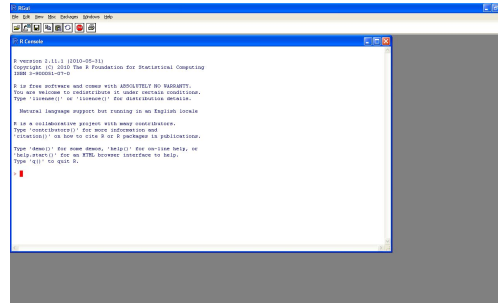 RGui
File Edit View Misc Packages Windows Help
R Console
R version 2.11.1 (2010-05-31)
Copyright (C) 2010 The R Foundation for Statistical Computing
ISBN 3-900051-07-0
R is free software and comes with ABSOLUTELY NO WARRANTY.
You are welcome to redistribute it under certain conditions.
Type 'license()' or 'licence()' for distribution details.
Natural language support but running in an English locale
R is a collaborative project with many contributors.
Type 'contributors()' for more information and
'citation()' on how to cite R or R packages in publications.
Type 'demo()' for some demos, 'help()' for on-line help, or
'help.start()' for an HTML browser interface to help.
Type 'q()' to quit R.
>